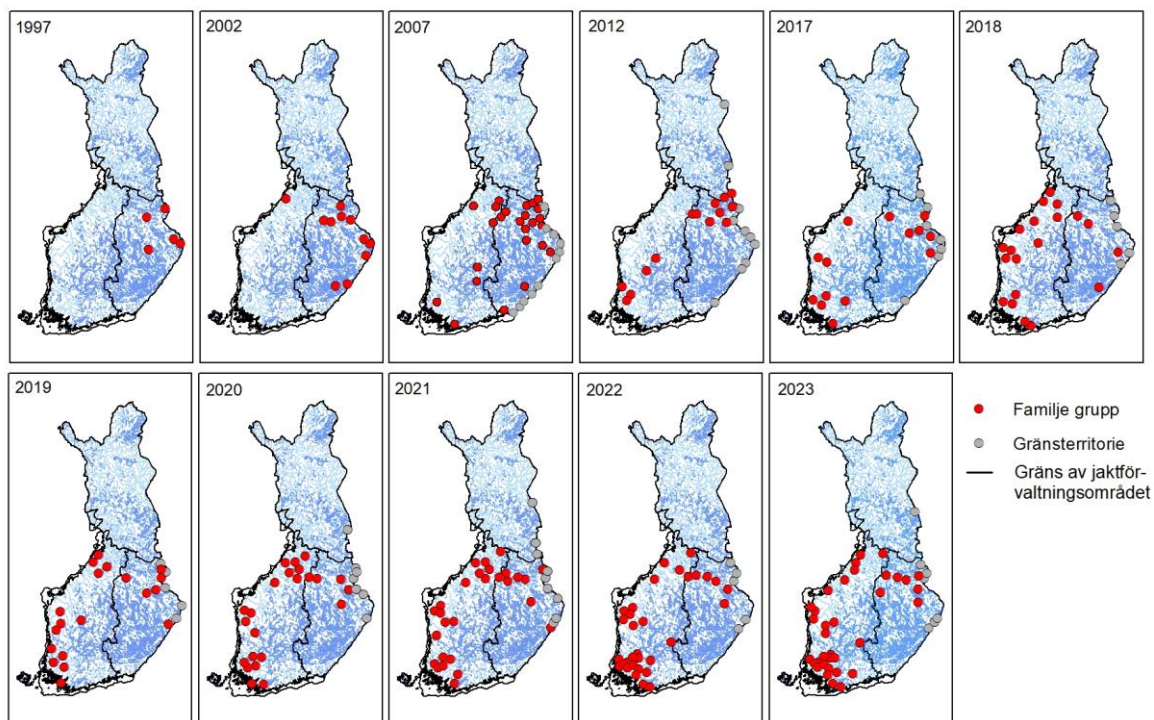 1997
2002
2007
2012
2017
2018
2019
2020
2021
2022
2023
Familje grupp
Gränsterritorie
Gräns av jaktför-
valtningsområdet